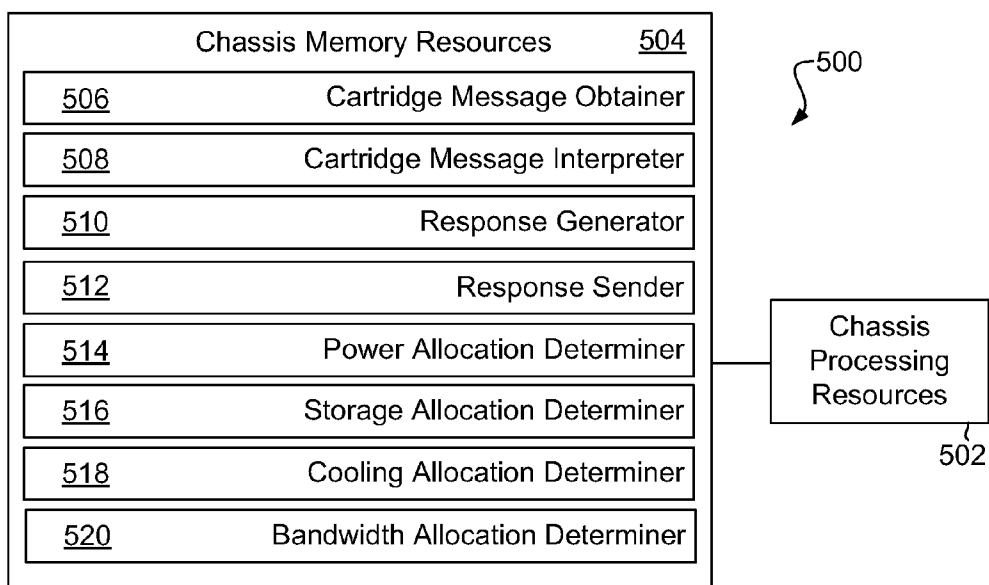 Chassis Memory Resources 504
500
506 Cartridge Message Obtainer
508 Cartridge Message Interpreter
510 Response Generator
512 Response Sender
514 Power Allocation Determiner
516 Storage Allocation Determiner
518 Cooling Allocation Determiner
520 Bandwidth Allocation Determiner
Chassis
Processing
Resources
502